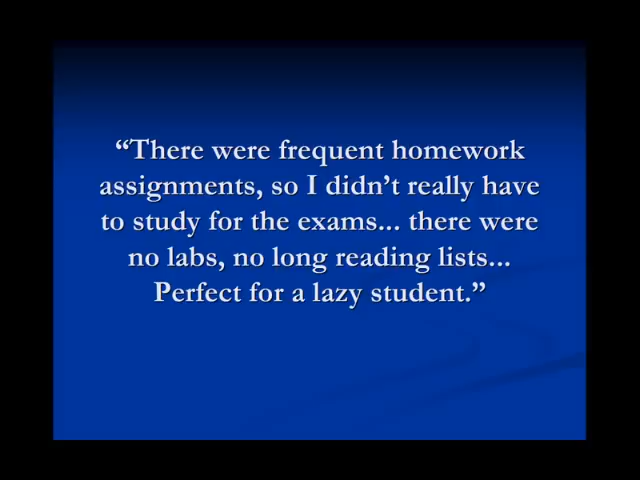 “There were frequent homework
assignments, so I didn’t really have
to study for the exams... there were
no labs, no long reading lists...
Perfect for a lazy student.”